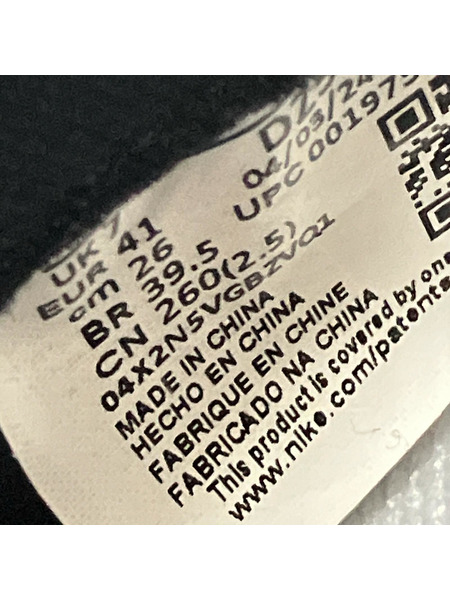 UK 7
EUR 41
cm 26
BR 39.5
CN 260(2.5)
04X2N5VGBZVQ1
MADE IN CHINA
HECHO EN CHINA
FABRIQUE EN CHINE
FABRICADO NA CHINA
This product is covered by one
www.nike.com/patents
04/03/24
UPC 001975